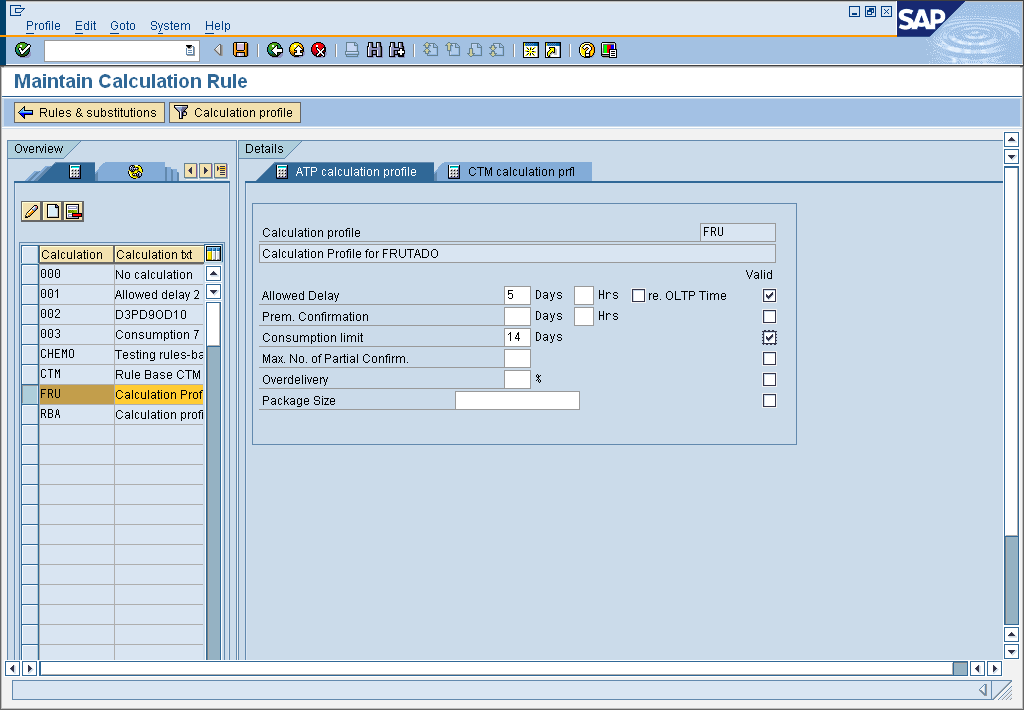 Profile Edit Goto System Help
SAP
Maintain Calculation Rule
Rules & substitutions Calculation profile
Overview
Details
ATP calculation profile CTM calculation prfl
Calculation profile FRU
Calculation Profile for FRUTADO
Valid
Allowed Delay 5 Days Hrs re. OLTP Time
Prem. Confirmation Days Hrs
Consumption limit 14 Days
Max. No. of Partial Confirm.
Overdelivery %
Package Size
Calculation Calculation txt
000 No calculation
001 Allowed delay 2
002 D3PD9OD10
003 Consumption 7
CHEMO Testing rules-ba
CTM Rule Base CTM
FRU Calculation Prof
RBA Calculation profi